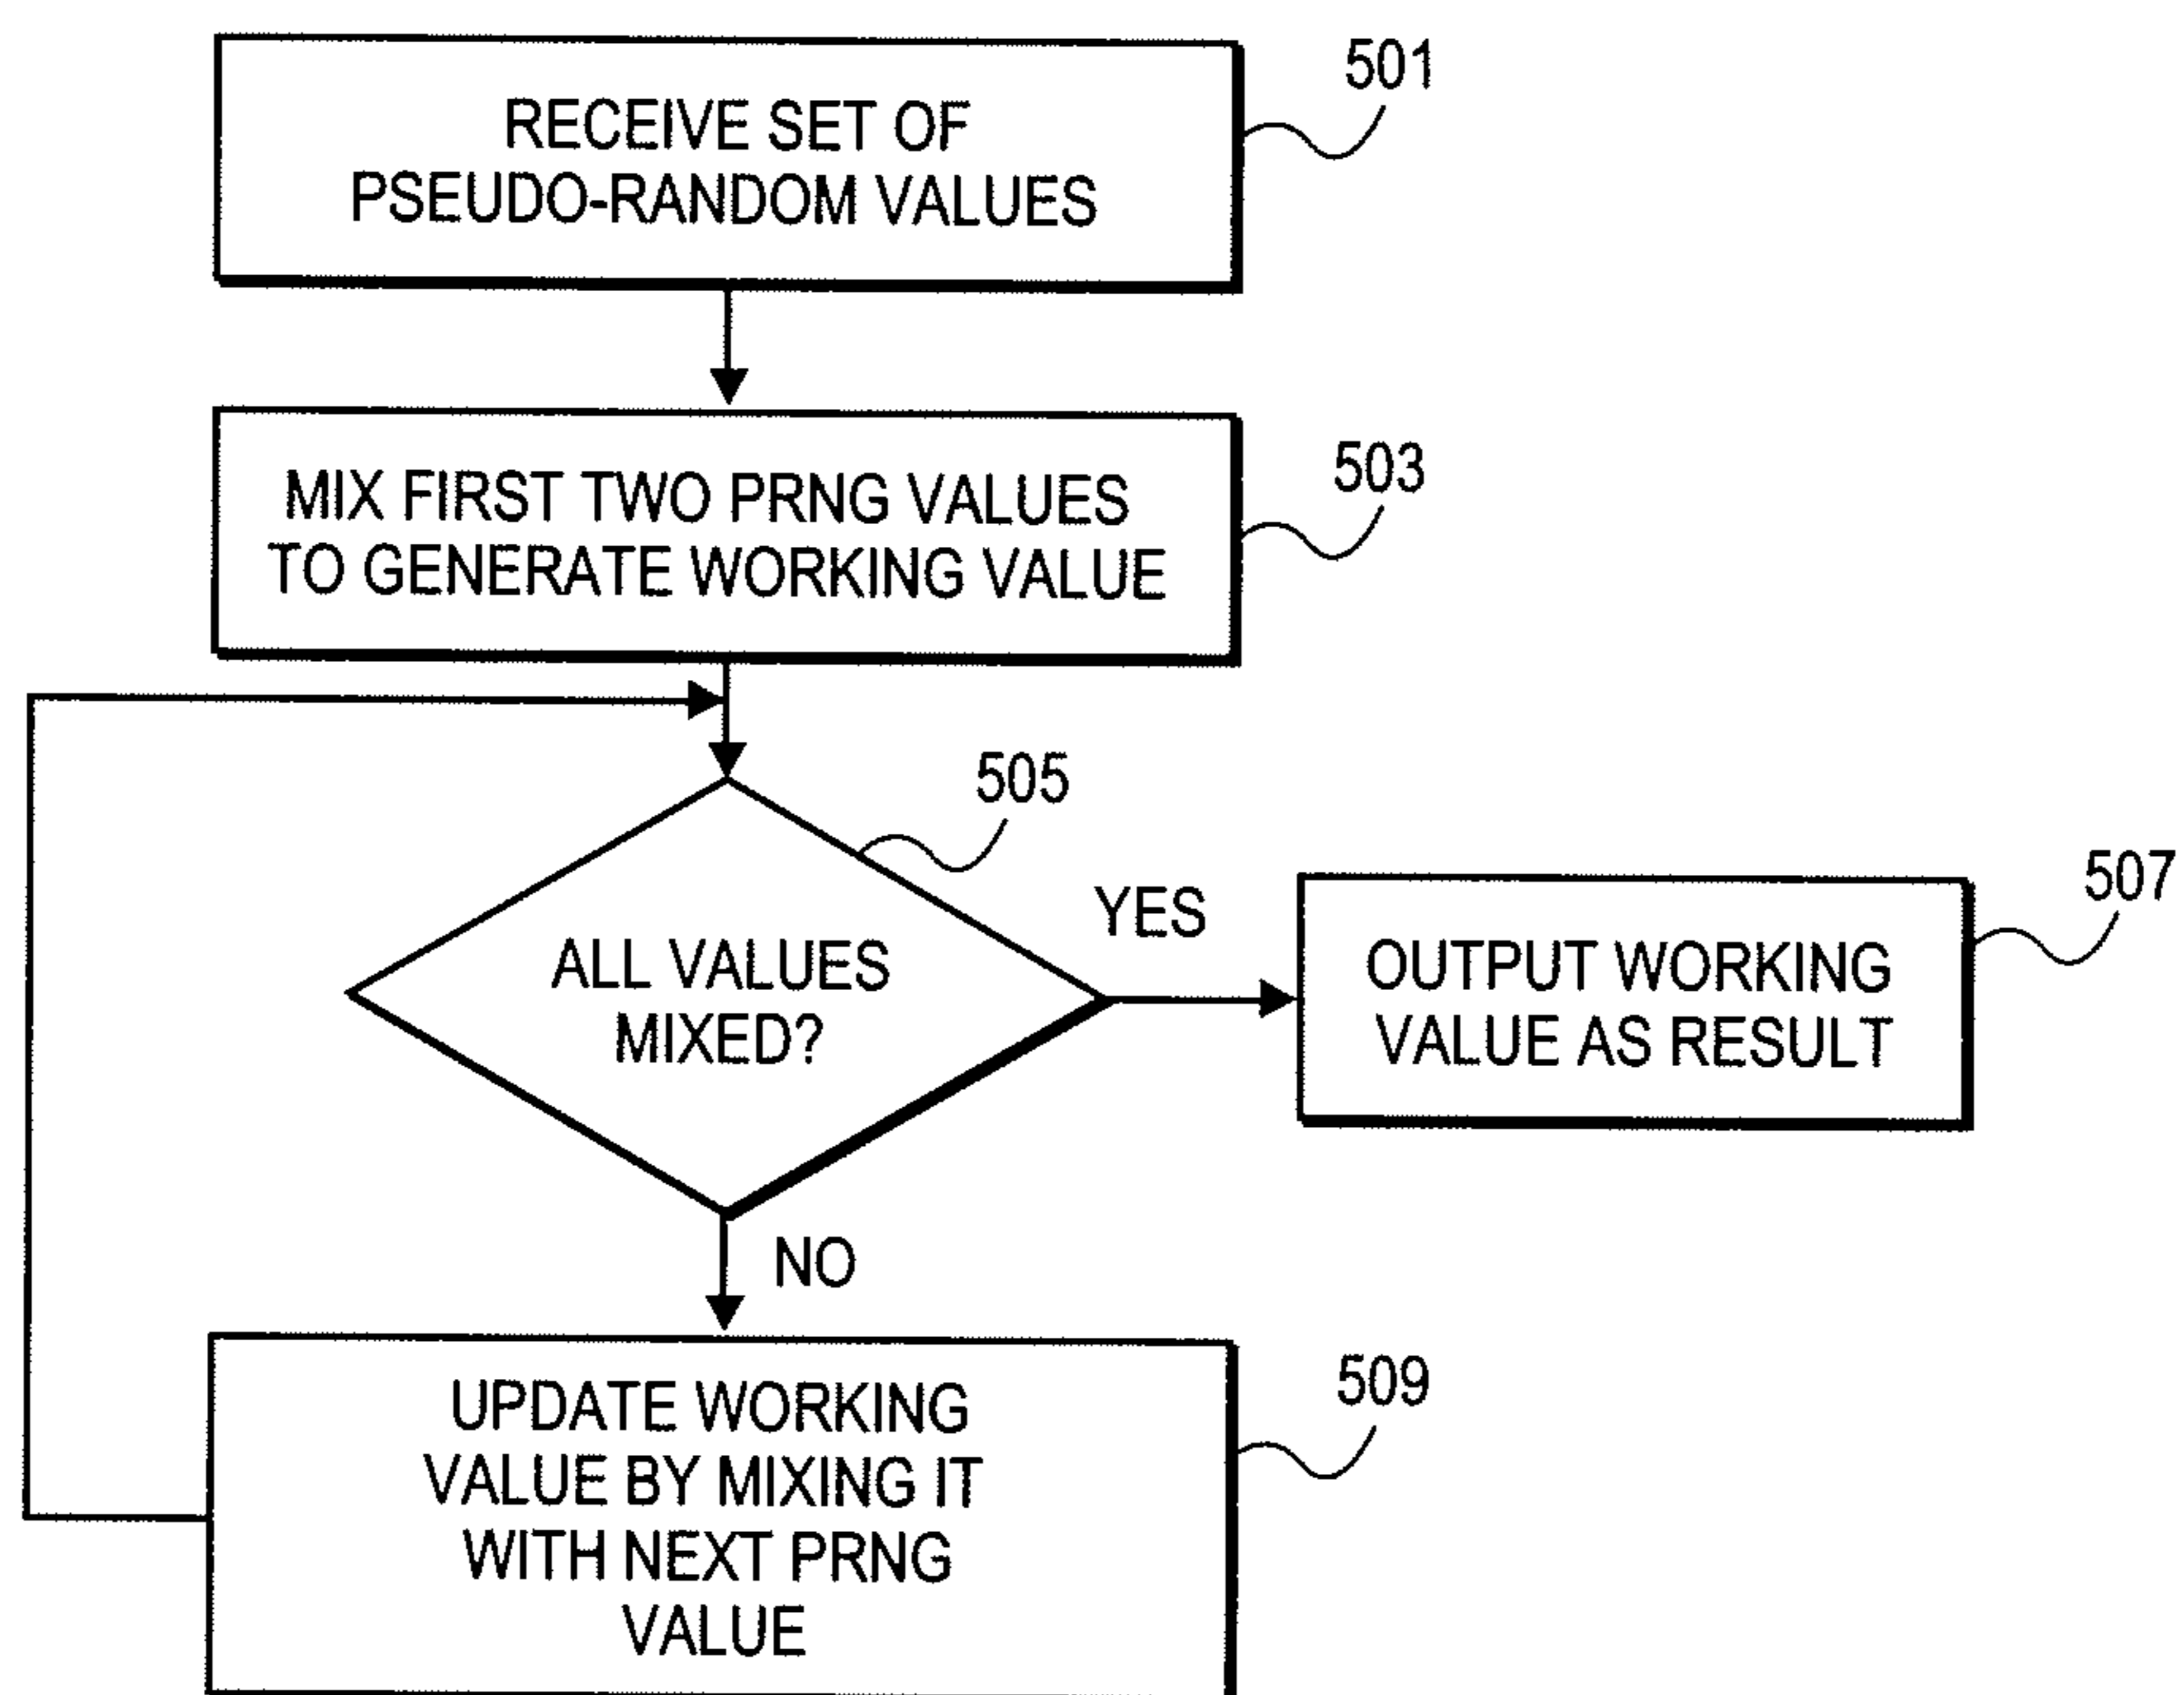 501
RECEIVE SET OF
PSEUDO-RANDOM VALUES
503
MIX FIRST TWO PRNG VALUES
TO GENERATE WORKING VALUE
505
ALL VALUES
MIXED?
YES
507
OUTPUT WORKING
VALUE AS RESULT
NO
509
UPDATE WORKING
VALUE BY MIXING IT
WITH NEXT PRNG
VALUE